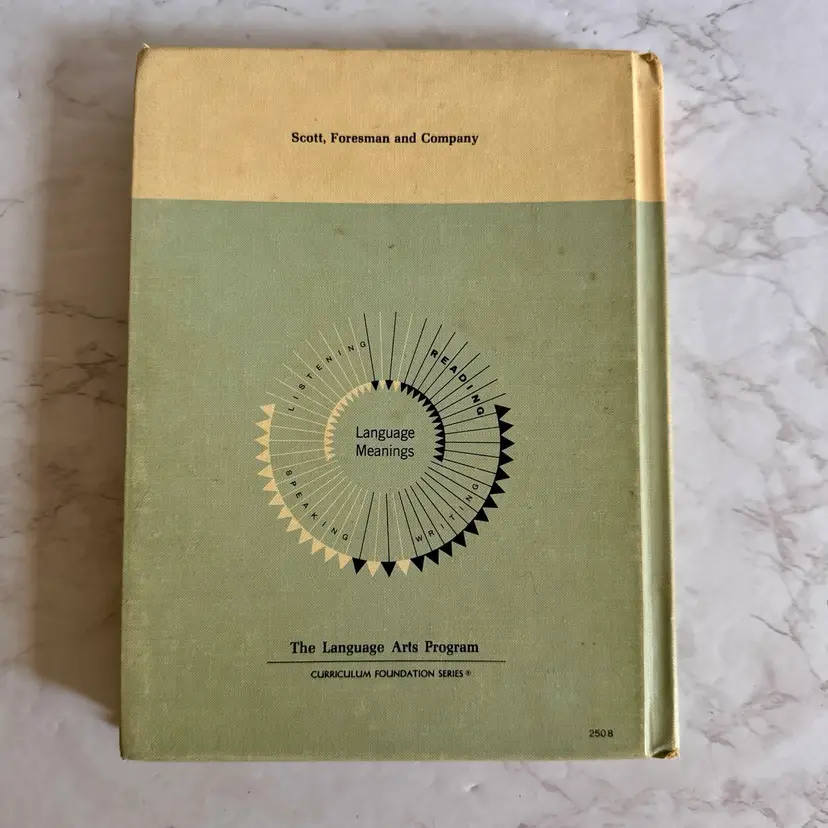 Scott, Foresman and Company
LISTENING
READING
Language
Meanings
SPEAKING
WRITING
The Language Arts Program
CURRICULUM FOUNDATION SERIES®
2508